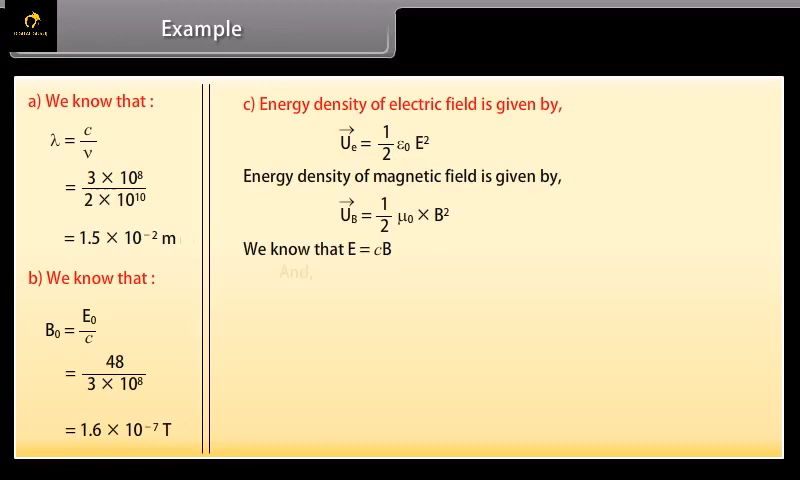 Example
a) We know that :
λ = c/ν
= 3 × 10⁸ / 2 × 10¹⁰
= 1.5 × 10⁻² m
b) We know that :
B₀ = E₀/c
= 48 / 3 × 10⁸
= 1.6 × 10⁻⁷ T
c) Energy density of electric field is given by,
U⃗ₑ = 1/2 ε₀ E²
Energy density of magnetic field is given by,
U⃗_B = 1/2 μ₀ × B²
We know that E = cB
And,